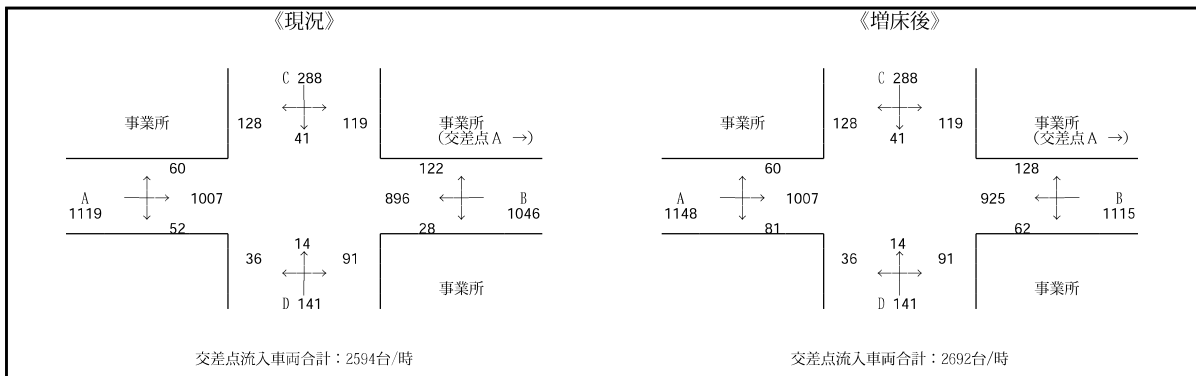 《現況》
C 288
事業所
128
119
41
事業所
(交差点A →)
60
122
A
1007
896
B
1119
1046
52
28
14
36
91
事業所
D 141
交差点流入車両合計：2594台/時
《増床後》
C 288
事業所
128
119
41
事業所
(交差点A →)
60
128
A
1007
925
B
1148
1115
81
62
14
36
91
事業所
D 141
交差点流入車両合計：2692台/時